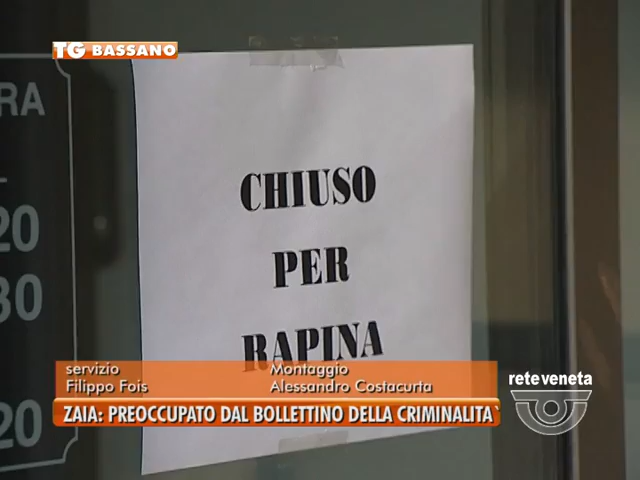 TG BASSANO
RA
20
30
20
CHIUSO
PER
RAPINA
servizio
Filippo Fois
Montaggio
Alessandro Costacurta
reteveneta
ZAIA: PREOCCUPATO DAL BOLLETTINO DELLA CRIMINALITA'